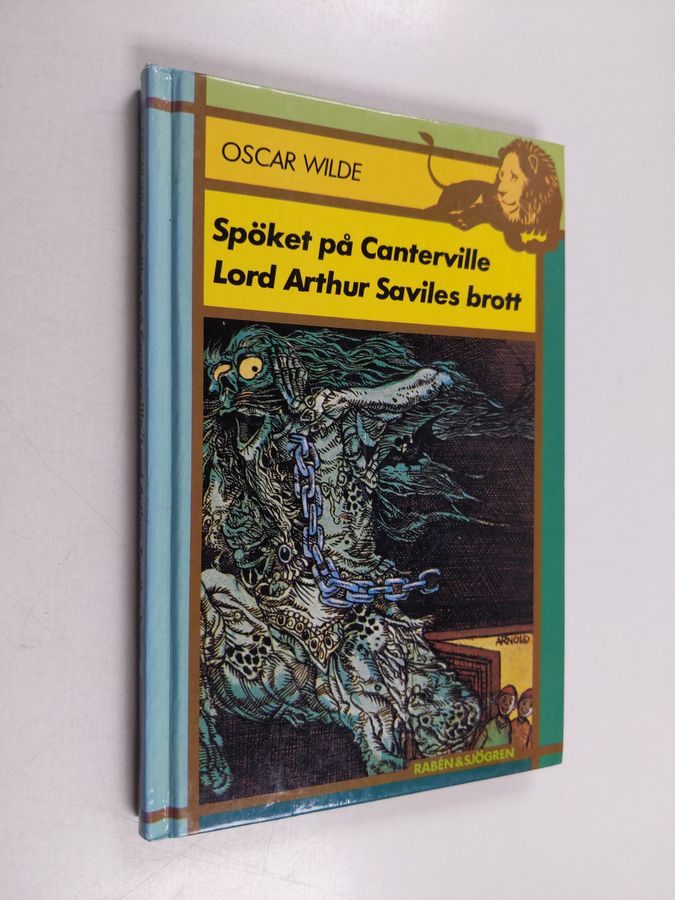 OSCAR WILDE
Spöket på Canterville
Lord Arthur Saviles brott
ARNOLD
RABÉN & SJÖGREN